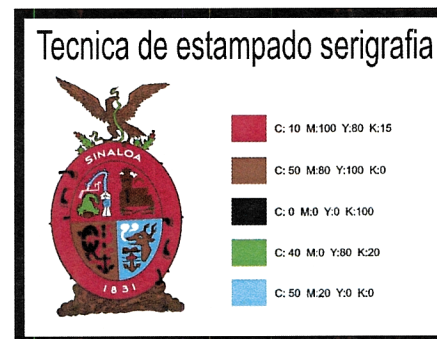 Tecnica de estampado serigrafia
SINALOA
1831
C: 10 M:100 Y:80 K:15
C: 50 M:80 Y:100 K:0
C: 0 M:0 Y:0 K:100
C: 40 M:0 Y:80 K:20
C: 50 M:20 Y:0 K:0